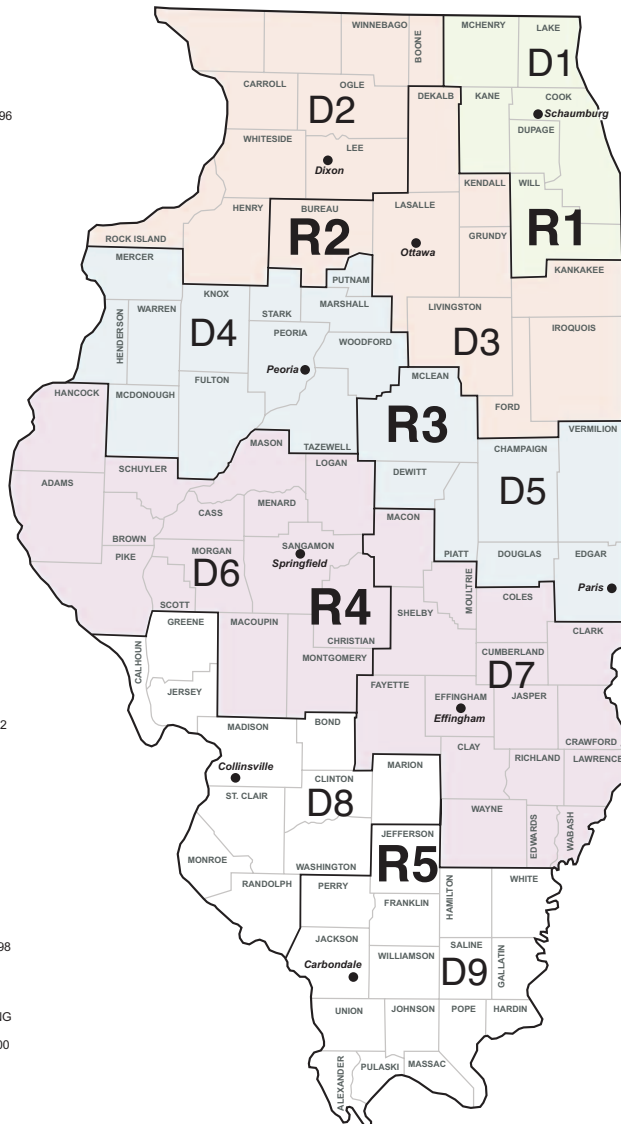 WINNEBAGO
BOONE
MCHENRY
LAKE
D1
CARROLL
OGLE
D2
DEKALB
KANE
COOK
Schaumburg
DUPAGE
96
WHITESIDE
LEE
Dixon
KENDALL
WILL
HENRY
BUREAU
LASALLE
R2
R1
ROCK ISLAND
GRUNDY
Ottawa
MERCER
KANKAKEE
PUTNAM
KNOX
STARK
MARSHALL
LIVINGSTON
HENDERSON
WARREN
D4
PEORIA
WOODFORD
D3
IROQUOIS
Peoria
FULTON
MCLEAN
HANCOCK
MCDONOUGH
FORD
R3
VERMILION
MASON
TAZEWELL
CHAMPAIGN
LOGAN
SCHUYLER
DEWITT
ADAMS
D5
MENARD
CASS
MACON
BROWN
SANGAMON
PIATT
DOUGLAS
EDGAR
PIKE
MORGAN
Springfield
D6
MOULTRIE
Paris
COLES
SCOTT
R4
SHELBY
GREENE
MACOUPIN
CLARK
CHRISTIAN
CALHOUN
MONTGOMERY
CUMBERLAND
D7
JERSEY
FAYETTE
EFFINGHAM
JASPER
Effingham
2
MADISON
BOND
CRAWFORD
CLAY
RICHLAND
LAWRENCE
Collinsville
MARION
CLINTON
ST. CLAIR
D8
WAYNE
EDWARDS
WABASH
JEFFERSON
R5
MONROE
WASHINGTON
RANDOLPH
PERRY
HAMILTON
WHITE
FRANKLIN
JACKSON
SALINE
98
Carbondale
WILLIAMSON
D9
GALLATIN
UNION
JOHNSON
POPE
HARDIN
NG
00
ALEXANDER
PULASKI
MASSAC